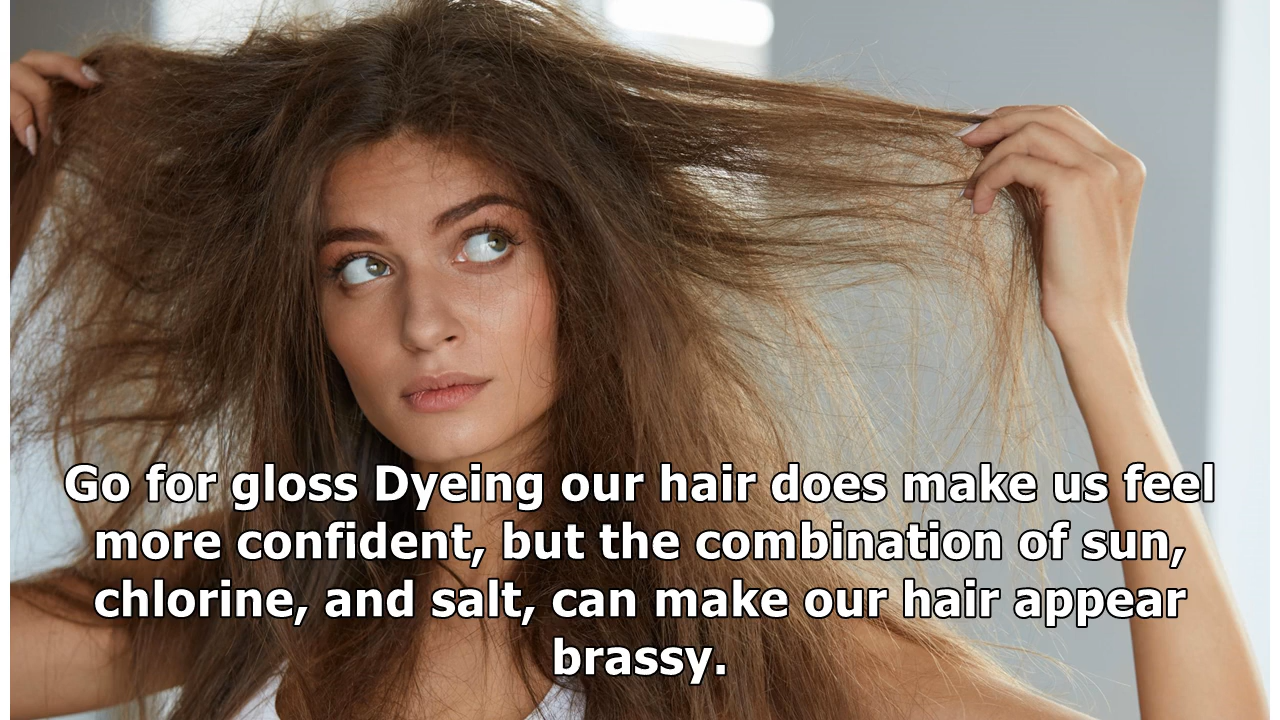 Go for gloss Dyeing our hair does make us feel
more confident, but the combination of sun,
chlorine, and salt, can make our hair appear
brassy.